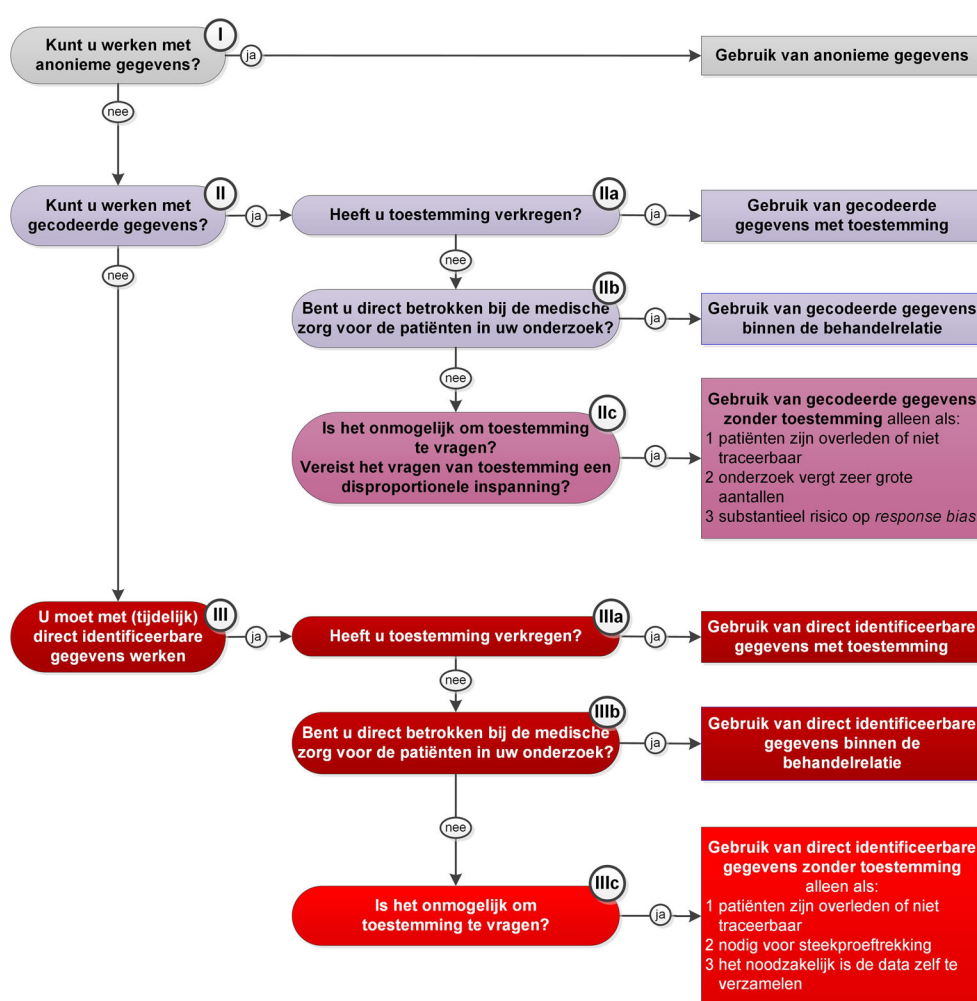 Kunt u werken met
anonieme gegevens?
I
ja
Gebruik van anonieme gegevens
nee
Kunt u werken met
gecodeerde gegevens?
II
ja
Heeft u toestemming verkregen?
IIa
ja
Gebruik van gecodeerde
gegevens met toestemming
nee
nee
Bent u direct betrokken bij de medische
zorg voor de patiënten in uw onderzoek?
IIb
ja
Gebruik van gecodeerde gegevens
binnen de behandelrelatie
nee
Is het onmogelijk om toestemming
te vragen?
Vereist het vragen van toestemming een
disproportionele inspanning?
IIc
ja
Gebruik van gecodeerde gegevens
zonder toestemming alleen als:
1 patiënten zijn overleden of niet
traceerbaar
2 onderzoek vergt zeer grote
aantallen
3 substantieel risico op response bias
U moet met (tijdelijk)
direct identificeerbare
gegevens werken
III
ja
Heeft u toestemming verkregen?
IIIa
ja
Gebruik van direct identificeerbare
gegevens met toestemming
nee
Bent u direct betrokken bij de medische
zorg voor de patiënten in uw onderzoek?
IIIb
ja
Gebruik van direct identificeerbare
gegevens binnen de
behandelrelatie
nee
Is het onmogelijk om
toestemming te vragen?
IIIc
ja
Gebruik van direct identificeerbare
gegevens zonder toestemming
alleen als:
1 patiënten zijn overleden of niet
traceerbaar
2 nodig voor steekproeftrekking
3 het noodzakelijk is de data zelf te
verzamelen